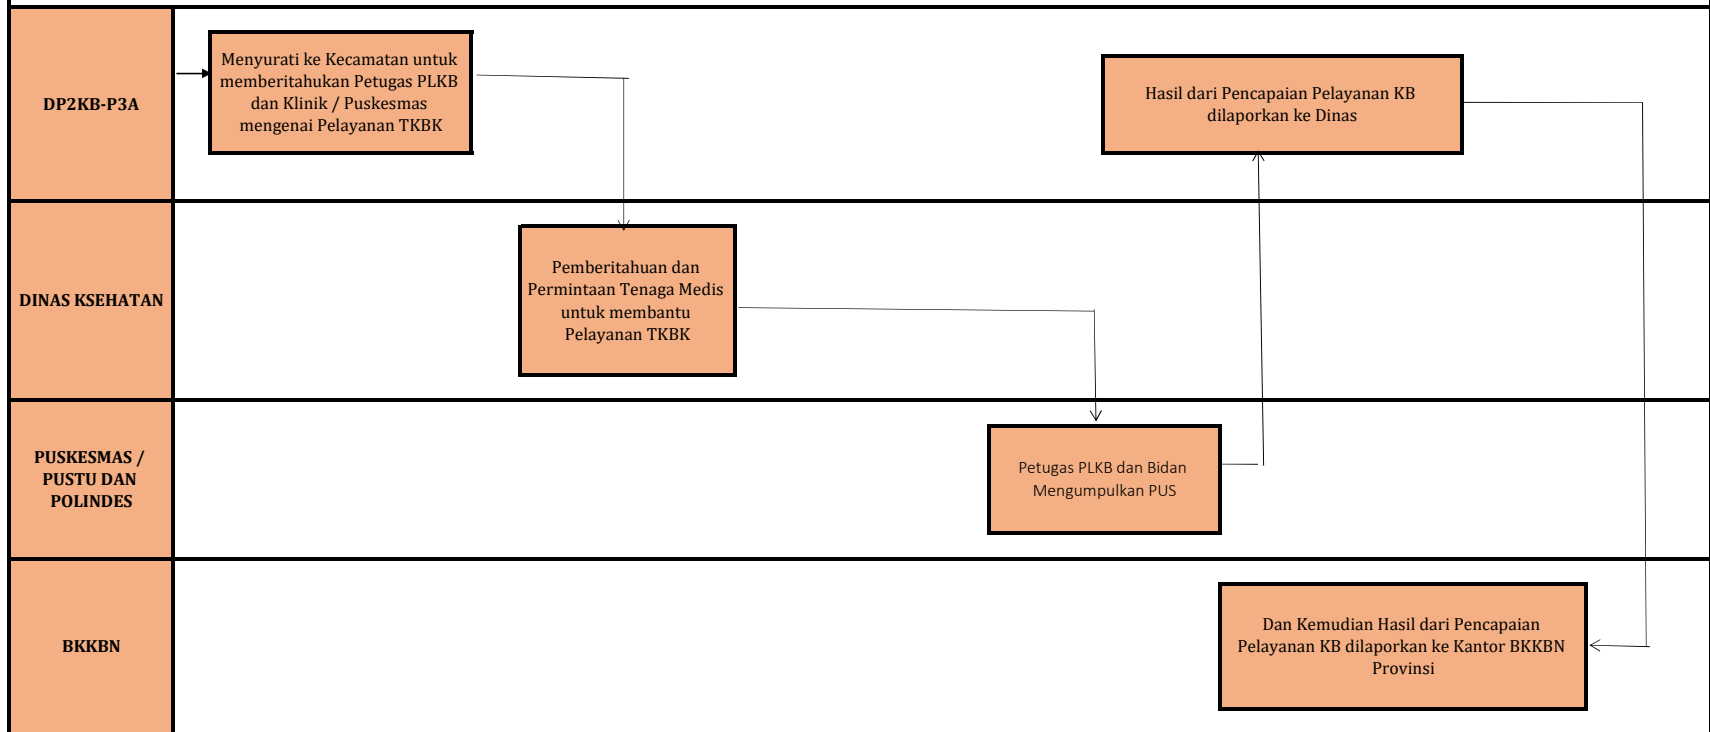 DP2KB-P3A
Menyurati ke Kecamatan untuk
memberitahukan Petugas PLKB
dan Klinik / Puskesmas
mengenai Pelayanan TKBK
Hasil dari Pencapaian Pelayanan KB
dilaporkan ke Dinas
DINAS KSEHATAN
Pemberitahuan dan
Permintaan Tenaga Medis
untuk membantu
Pelayanan TKBK
PUSKESMAS /
PUSTU DAN
POLINDES
Petugas PLKB dan Bidan
Mengumpulkan PUS
BKKBN
Dan Kemudian Hasil dari Pencapaian
Pelayanan KB dilaporkan ke Kantor BKKBN
Provinsi